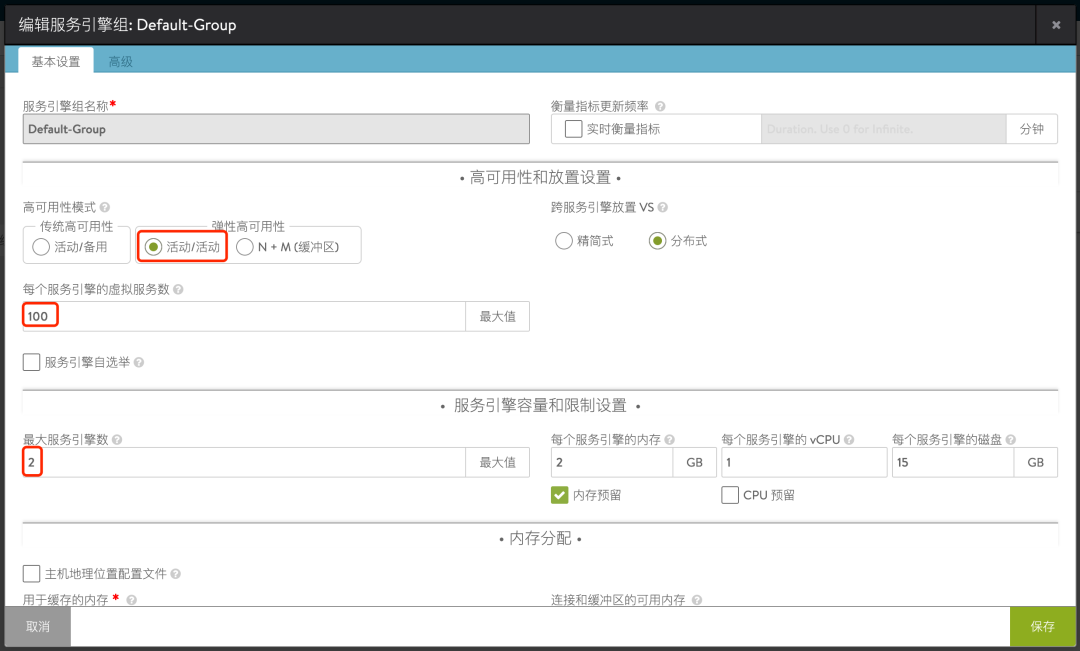 编辑服务引擎组: Default-Group
基本设置 高级
服务引擎组名称* 衡量指标更新频率
Default-Group 实时衡量指标 Duration. Use 0 for Infinite. 分钟
• 高可用性和放置设置 •
高可用性模式 跨服务引擎放置 VS
传统高可用性 弹性高可用性
活动/备用 活动/活动 N + M (缓冲区) 精简式 分布式
每个服务引擎的虚拟服务数
100 最大值
服务引擎自选举
• 服务引擎容量和限制设置 •
最大服务引擎数 每个服务引擎的内存 每个服务引擎的 vCPU 每个服务引擎的磁盘
2 最大值 2 GB 1 15 GB
内存预留 CPU 预留
• 内存分配 •
主机地理位置配置文件
用于缓存的内存 * 连接和缓冲区的可用内存
取消 保存